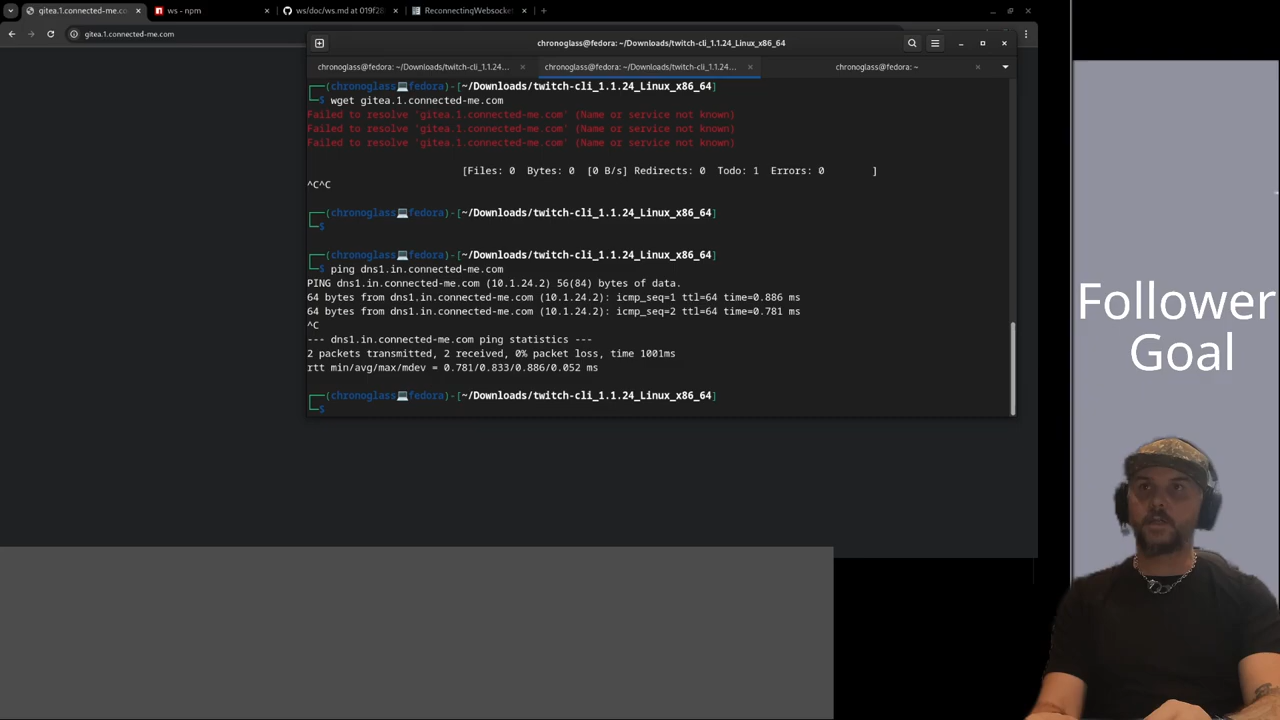 gitea.1.connected-me.co
ws - npm
ws/doc/ws.md at 019f28
ReconnectingWebsocke
gitea.1.connected-me.com
chronoglass@fedora: ~/Downloads/twitch-cli_1.1.24_Linux_x86_64
chronoglass@fedora: ~/Downloads/twitch-cli_1.1.24...
chronoglass@fedora: ~/Downloads/twitch-cli_1.1.24...
chronoglass@fedora: ~
┌──(chronoglass💻fedora)-[~/Downloads/twitch-cli_1.1.24_Linux_x86_64]
└─$ wget gitea.1.connected-me.com
Failed to resolve 'gitea.1.connected-me.com' (Name or service not known)
Failed to resolve 'gitea.1.connected-me.com' (Name or service not known)
Failed to resolve 'gitea.1.connected-me.com' (Name or service not known)
[Files: 0 Bytes: 0 [0 B/s] Redirects: 0 Todo: 1 Errors: 0 ]
^C^C
┌──(chronoglass💻fedora)-[~/Downloads/twitch-cli_1.1.24_Linux_x86_64]
└─$
┌──(chronoglass💻fedora)-[~/Downloads/twitch-cli_1.1.24_Linux_x86_64]
└─$ ping dns1.in.connected-me.com
PING dns1.in.connected-me.com (10.1.24.2) 56(84) bytes of data.
64 bytes from dns1.in.connected-me.com (10.1.24.2): icmp_seq=1 ttl=64 time=0.886 ms
64 bytes from dns1.in.connected-me.com (10.1.24.2): icmp_seq=2 ttl=64 time=0.781 ms
^C
--- dns1.in.connected-me.com ping statistics ---
2 packets transmitted, 2 received, 0% packet loss, time 1001ms
rtt min/avg/max/mdev = 0.781/0.833/0.886/0.052 ms
┌──(chronoglass💻fedora)-[~/Downloads/twitch-cli_1.1.24_Linux_x86_64]
└─$
Follower
Goal